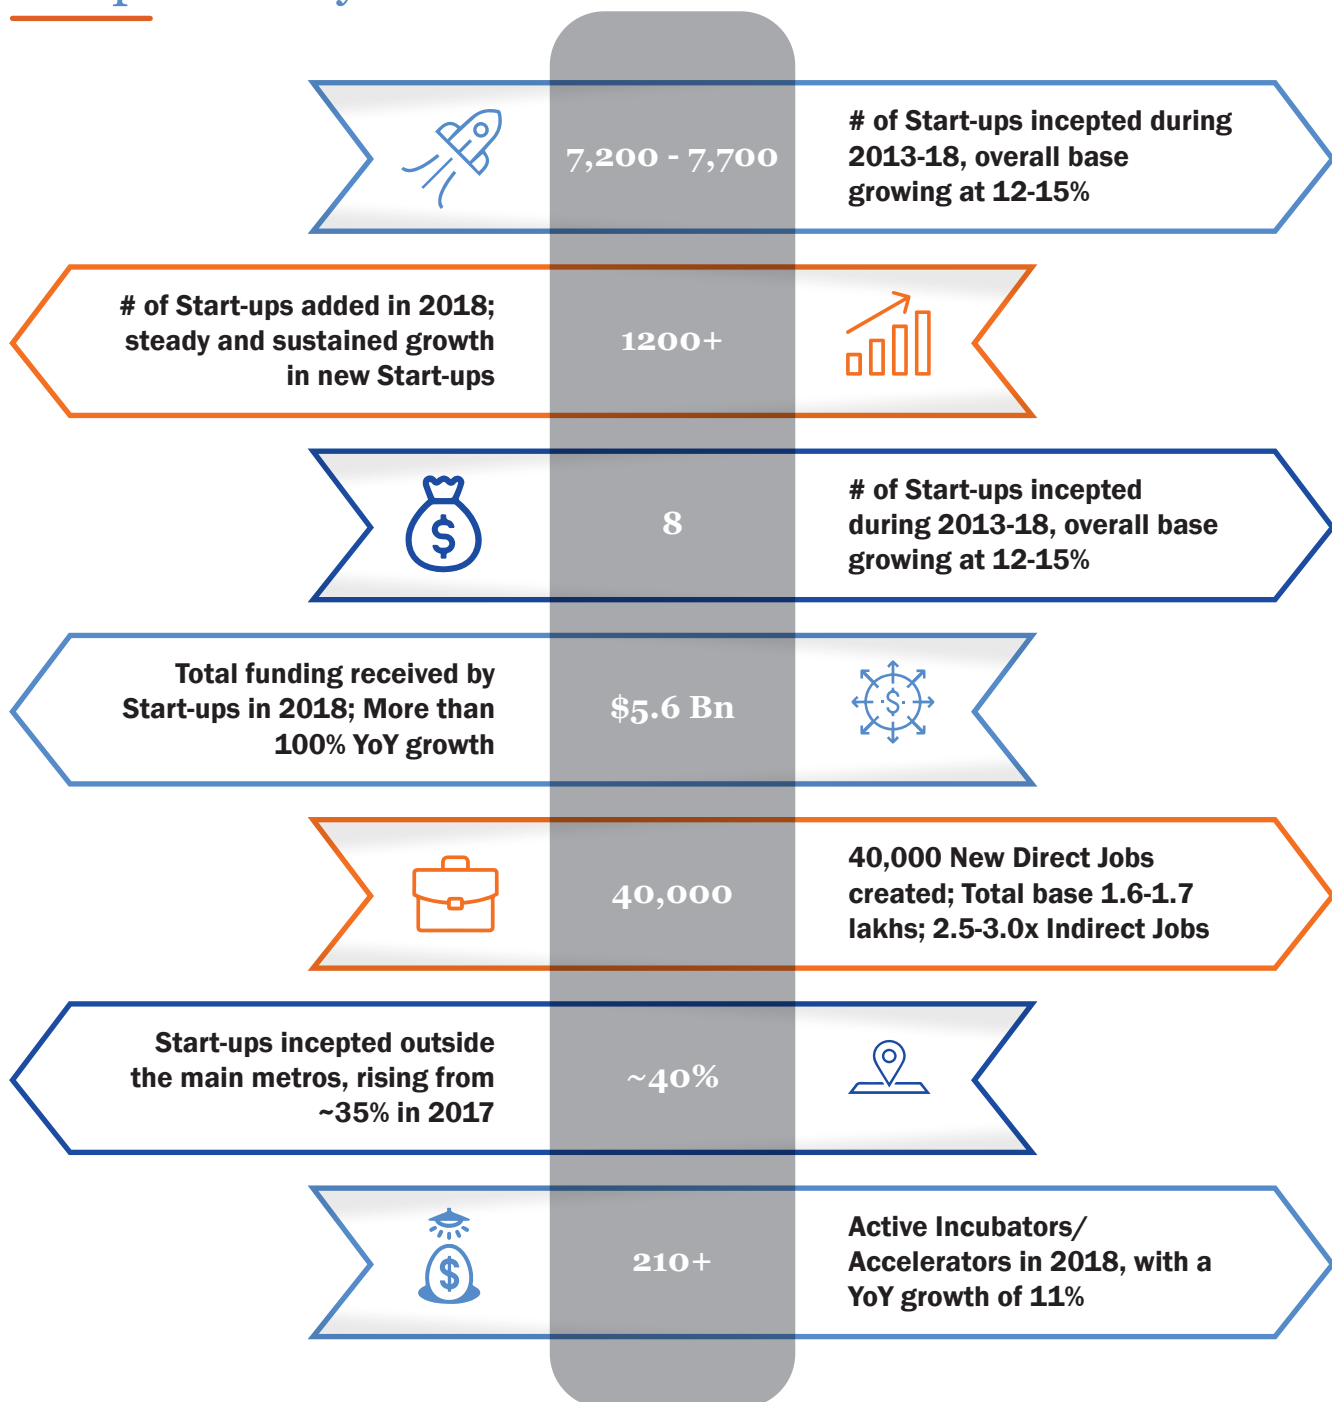 7,200 - 7,700
# of Start-ups incepted during
2013-18, overall base
growing at 12-15%
# of Start-ups added in 2018;
steady and sustained growth
in new Start-ups
1200+
8
# of Start-ups incepted
during 2013-18, overall base
growing at 12-15%
Total funding received by
Start-ups in 2018; More than
100% YoY growth
$5.6 Bn
40,000
40,000 New Direct Jobs
created; Total base 1.6-1.7
lakhs; 2.5-3.0x Indirect Jobs
Start-ups incepted outside
the main metros, rising from
~35% in 2017
~40%
210+
Active Incubators/
Accelerators in 2018, with a
YoY growth of 11%